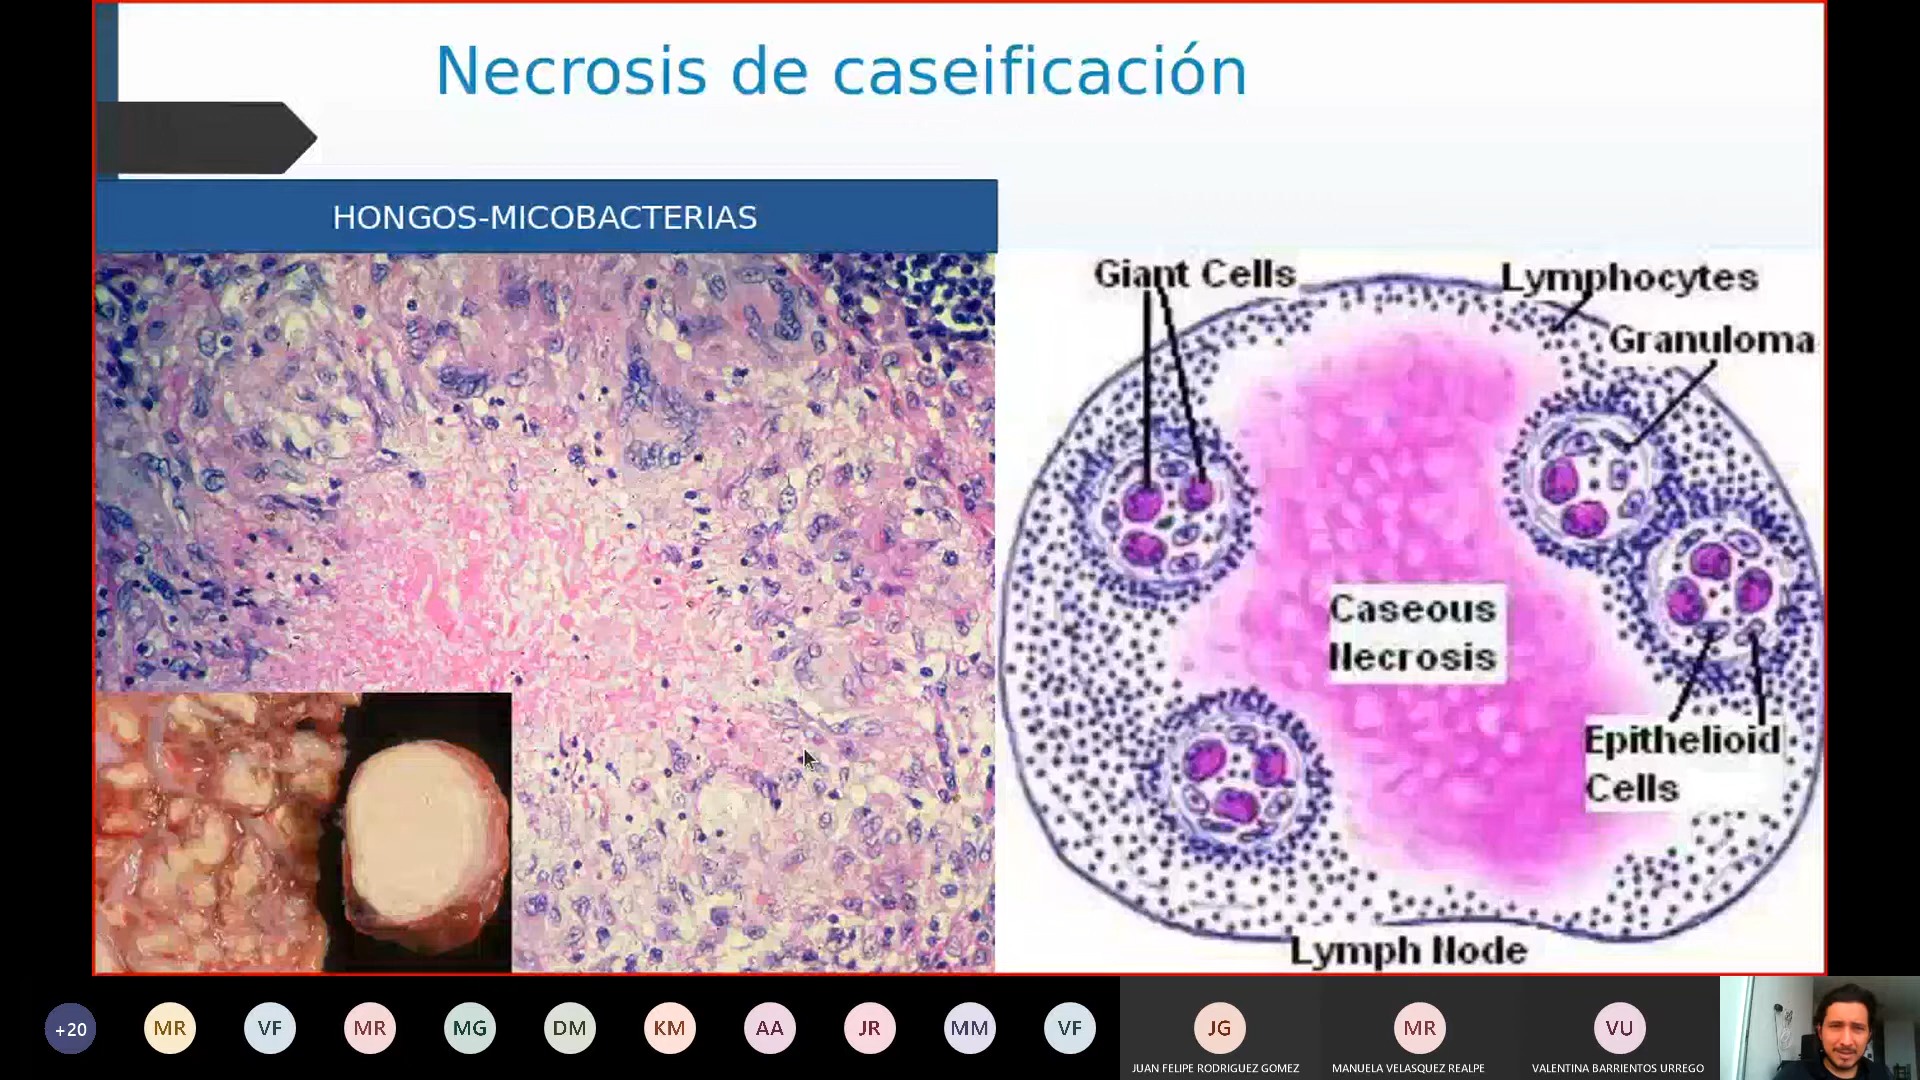 Necrosis de caseificación
HONGOS-MICOBACTERIAS
Giant Cells
Lymphocytes
Granuloma
Caseous
Necrosis
Epithelioid
Cells
Lymph Node
+20
MR
VF
MR
MG
DM
KM
AA
JR
MM
VF
JG
MR
VU
JUAN FELIPE RODRIGUEZ GOMEZ
MANUELA VELASQUEZ REALPE
VALENTINA BARRIENTOS URREGO